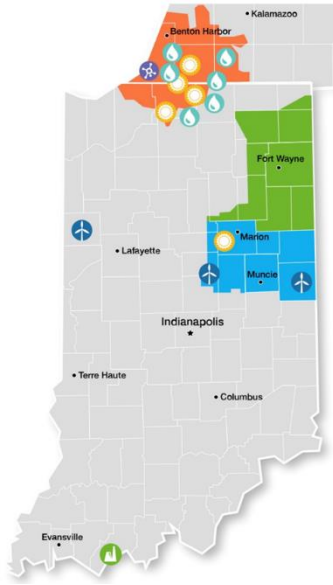 Kalamazoo
Benton Harbor
Fort Wayne
Marion
Lafayette
Muncie
Indianapolis
Terre Haute
Columbus
Evansville